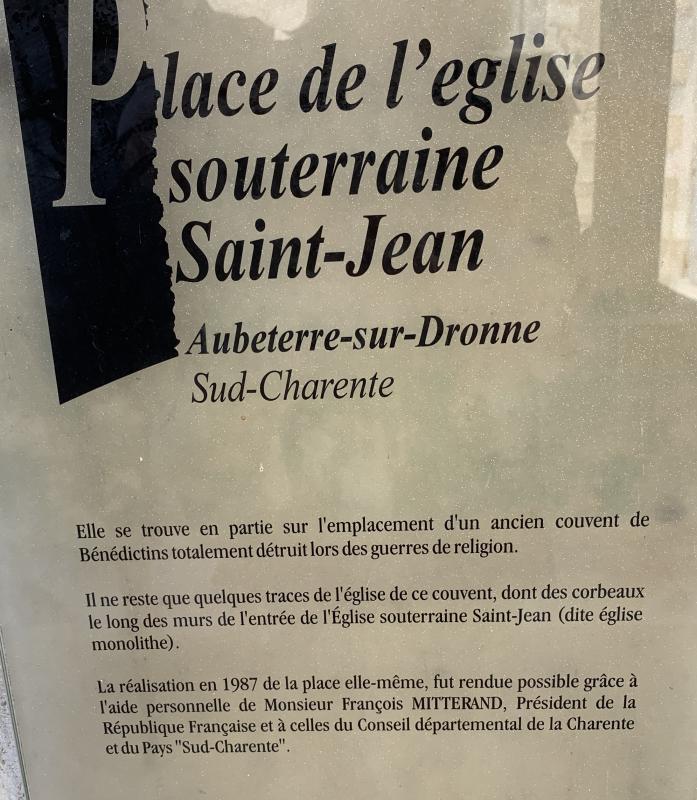 Place de l'eglise
souterraine
Saint-Jean
Aubeterre-sur-Dronne
Sud-Charente
Elle se trouve en partie sur l'emplacement d'un ancien couvent de
Bénédictins totalement détruit lors des guerres de religion.
Il ne reste que quelques traces de l'église de ce couvent, dont des corbeaux
le long des murs de l'entrée de l'Église souterraine Saint-Jean (dite église
monolithe).
La réalisation en 1987 de la place elle-même, fut rendue possible grâce à
l'aide personnelle de Monsieur François MITTERAND, Président de la
République Française et à celles du Conseil départemental de la Charente
et du Pays "Sud-Charente".